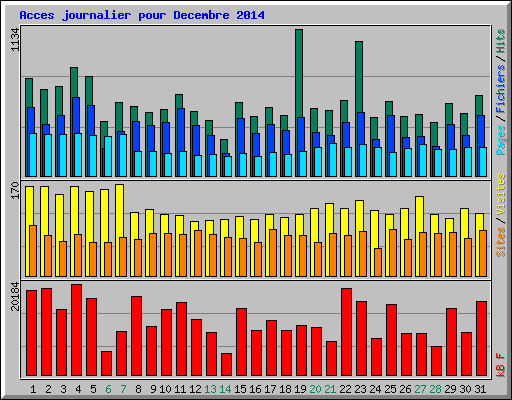 Acces journalier pour Decembre 2014
1134
Pages/Fichiers/Hits
170
Sites/Visites
20184
kB F
1 2 3 4 5 6 7 8 9 10 11 12 13 14 15 16 17 18 19 20 21 22 23 24 25 26 27 28 29 30 31